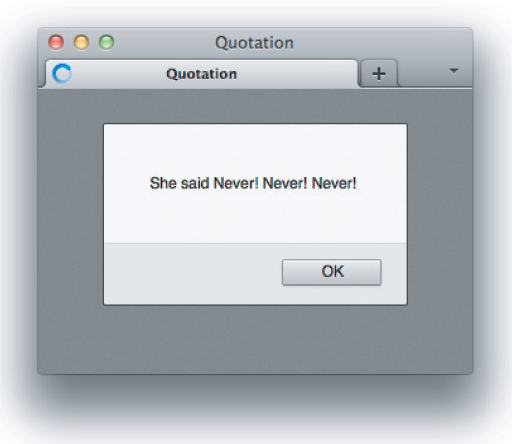 Quotation
Quotation
+
She said Never! Never! Never!
OK